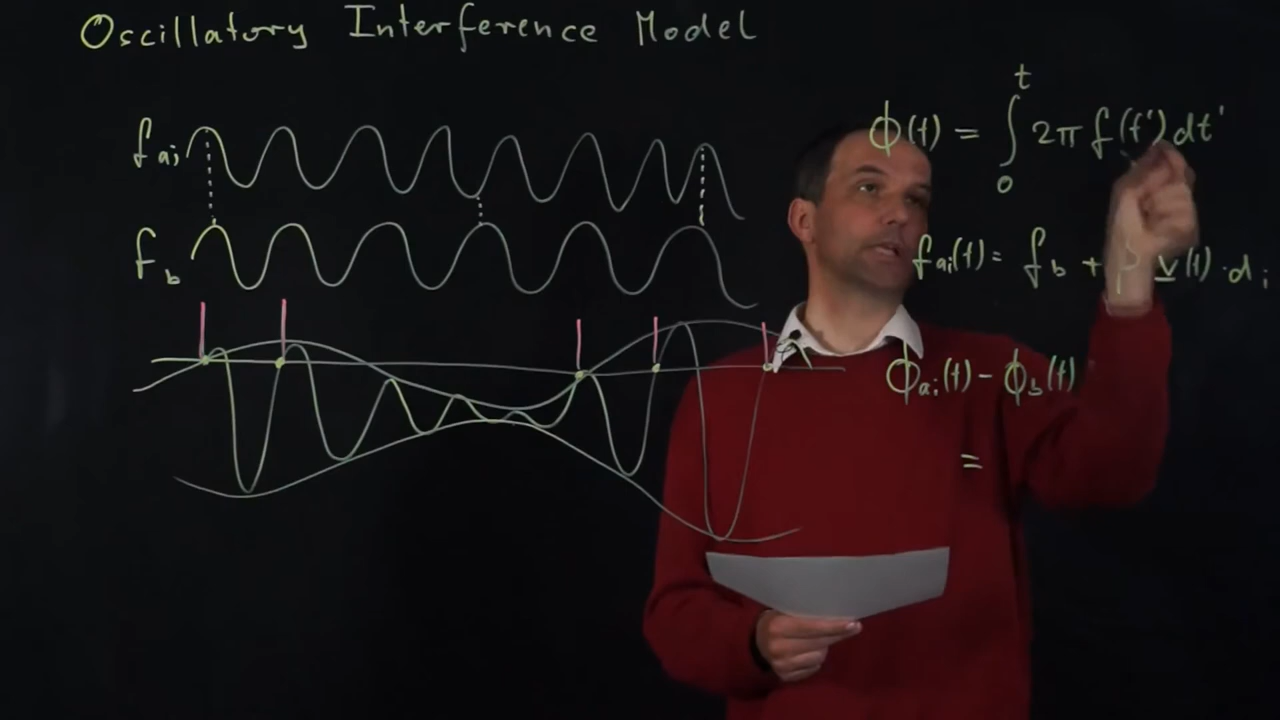 Oscillatory Interference Model
f_ai
f_b
ϕ(t) = ∫₀ᵗ 2π f(t') dt'
f_ai(t) = f_b + β v(t) · d_i
ϕ_ai(t) - ϕ_b(t)
=